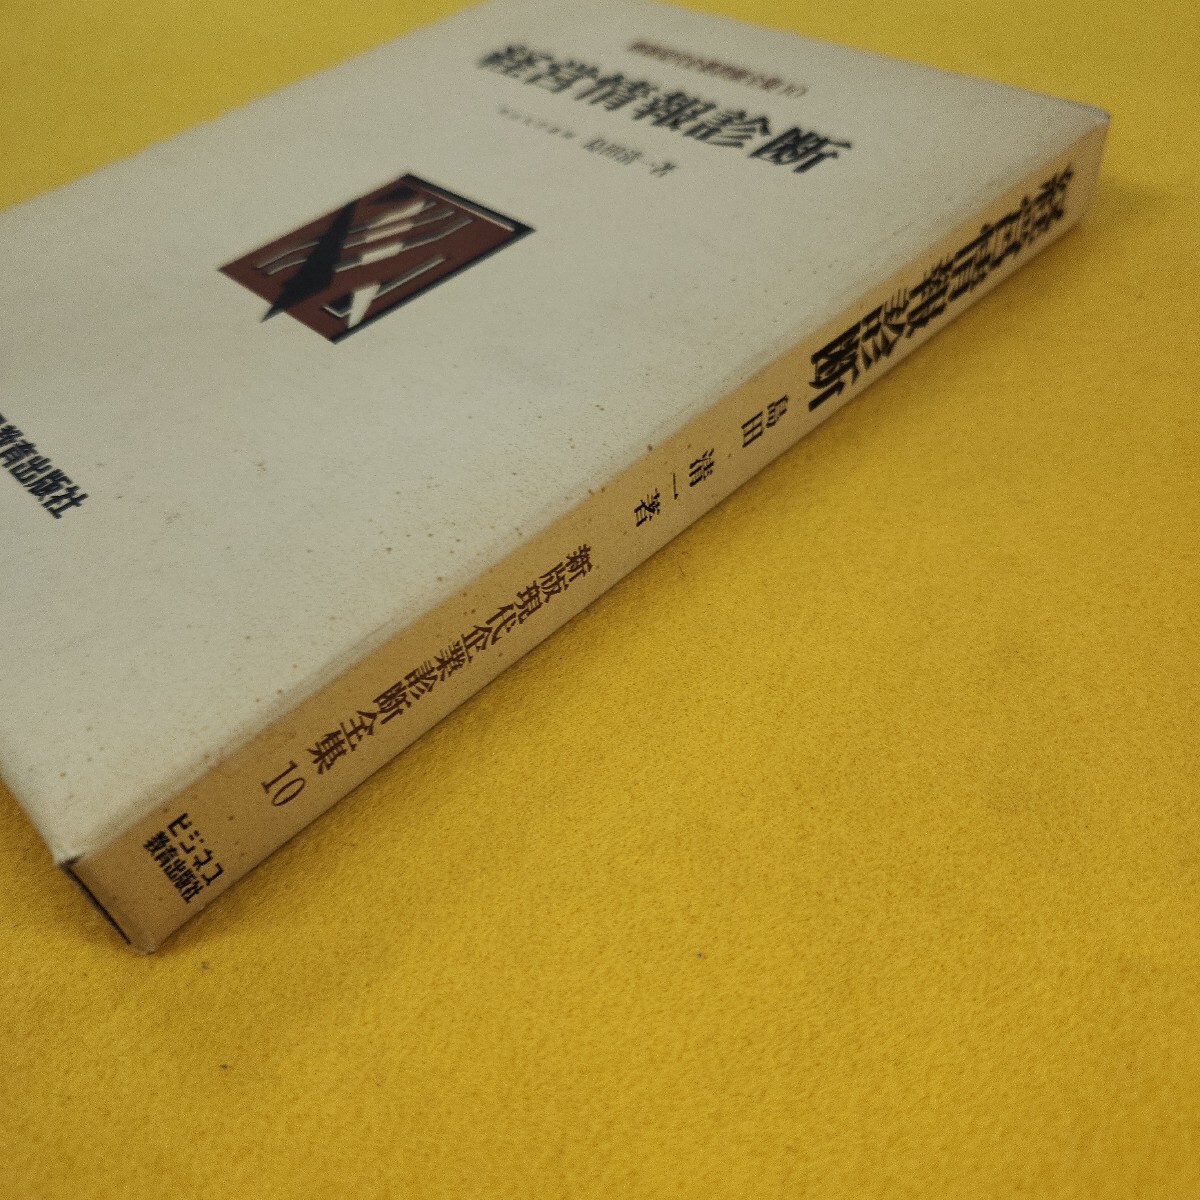 経営情報診断
島田清一著
経営情報診断
島田清一著
新版現代企業診断全集10
ビジネス
教育出版社
教育出版社